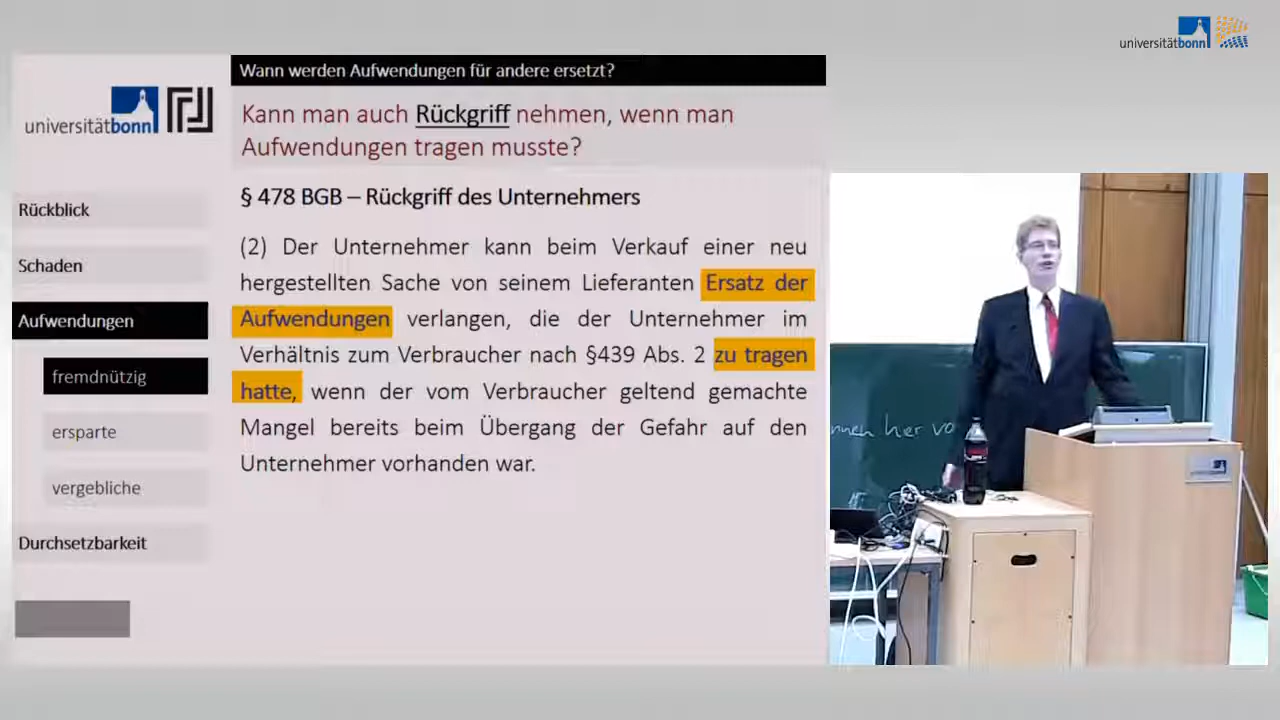 universitätbonn
Wann werden Aufwendungen für andere ersetzt?
universitätbonn
Kann man auch Rückgriff nehmen, wenn man
Aufwendungen tragen musste?
§ 478 BGB – Rückgriff des Unternehmers
(2) Der Unternehmer kann beim Verkauf einer neu
hergestellten Sache von seinem Lieferanten Ersatz der
Aufwendungen verlangen, die der Unternehmer im
Verhältnis zum Verbraucher nach §439 Abs. 2 zu tragen
hatte, wenn der vom Verbraucher geltend gemachte
Mangel bereits beim Übergang der Gefahr auf den
Unternehmer vorhanden war.
Rückblick
Schaden
Aufwendungen
fremdnützig
ersparte
vergebliche
Durchsetzbarkeit
hier